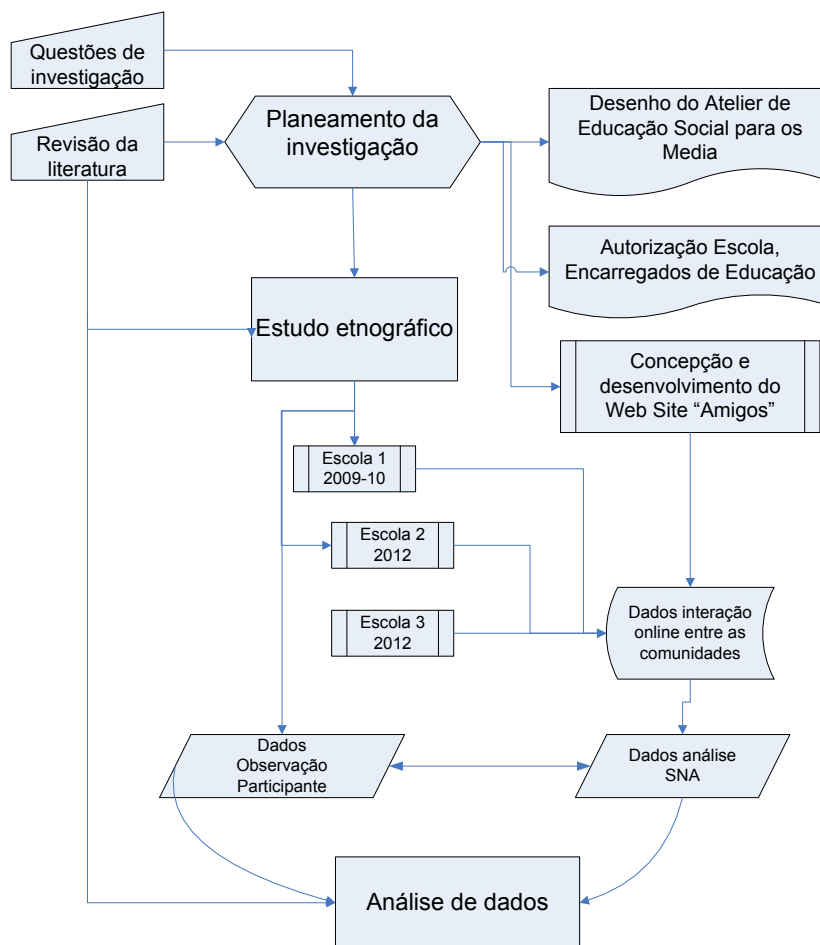 Questões de
investigação
Revisão da
literatura
Planeamento da
investigação
Desenho do Atelier de
Educação Social para os
Media
Autorização Escola,
Encarregados de Educação
Estudo etnográfico
Concepção e
desenvolvimento do
Web Site “Amigos”
Escola 1
2009-10
Escola 2
2012
Escola 3
2012
Dados interação
online entre as
comunidades
Dados
Observação
Participante
Dados análise
SNA
Análise de dados